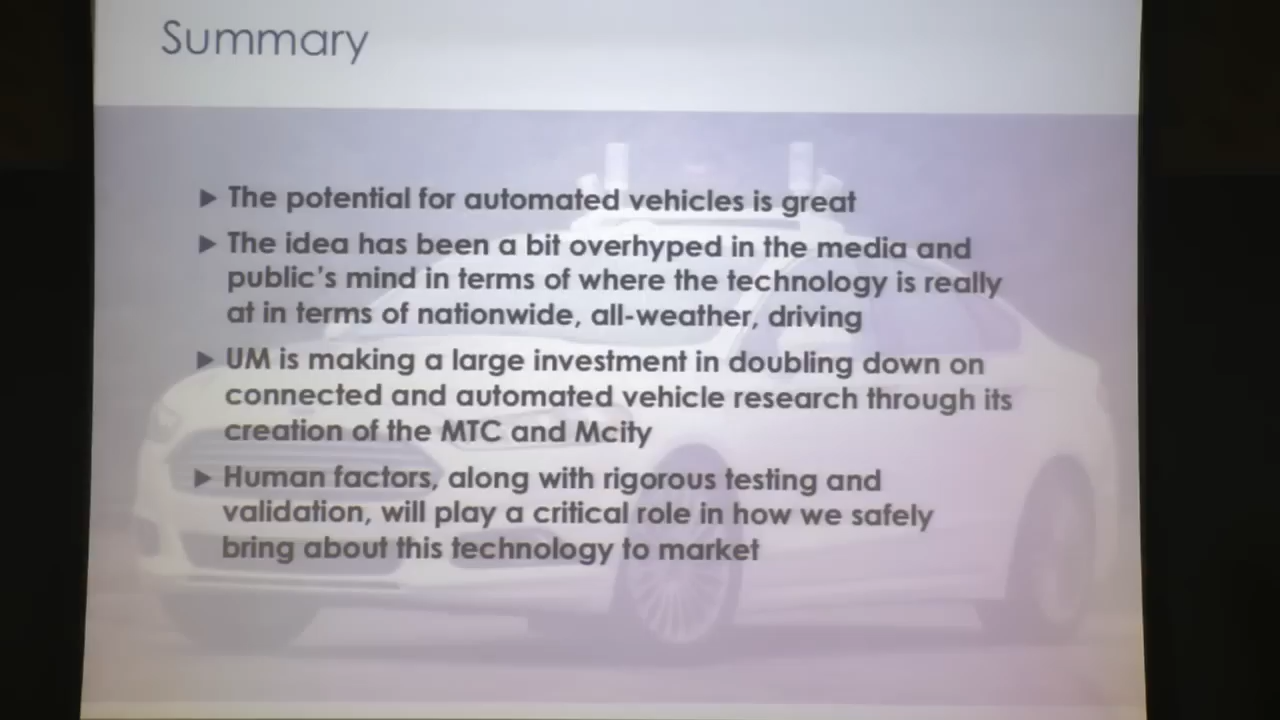 Summary
The potential for automated vehicles is great
The idea has been a bit overhyped in the media and
public's mind in terms of where the technology is really
at in terms of nationwide, all-weather, driving
UM is making a large investment in doubling down on
connected and automated vehicle research through its
creation of the MTC and Mcity
Human factors, along with rigorous testing and
validation, will play a critical role in how we safely
bring about this technology to market